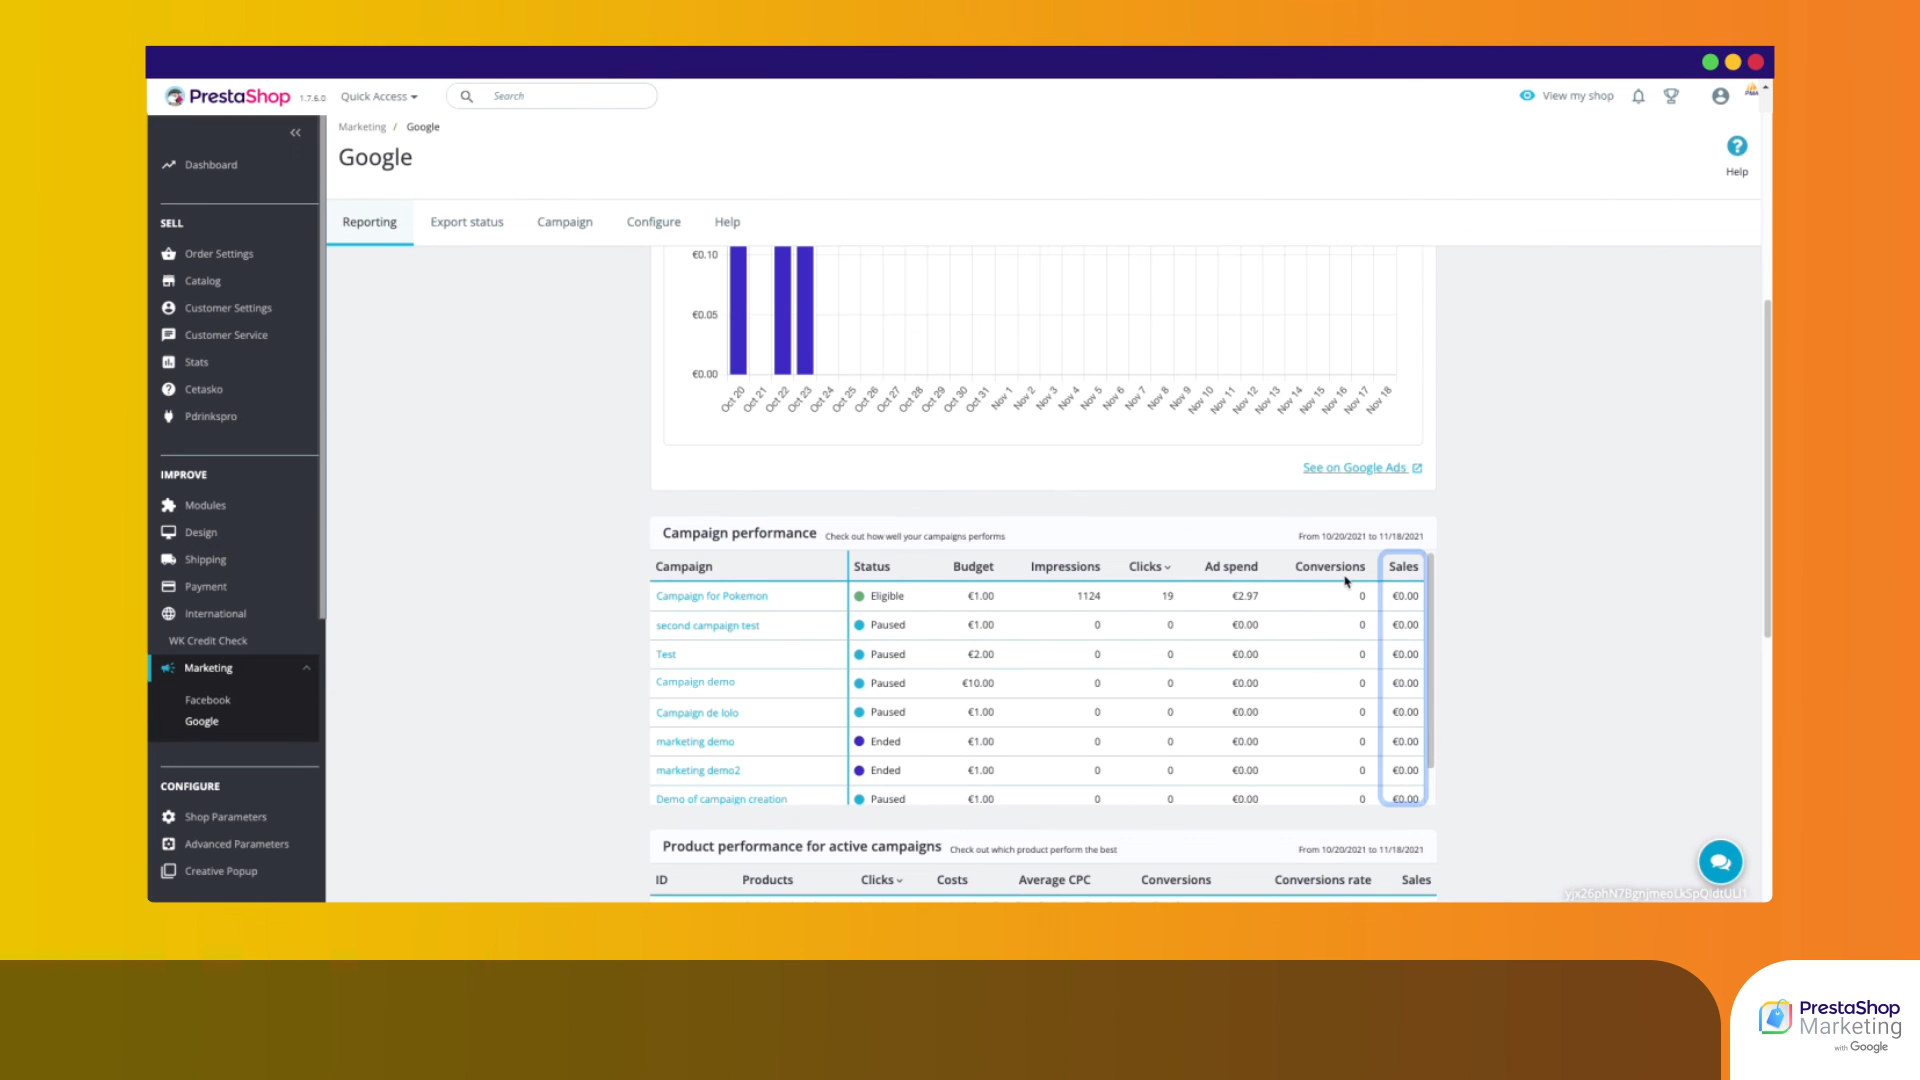 PrestaShop 1.7.6.0 Quick Access Search View my shop
Marketing / Google
Google
Help
Dashboard
SELL
Order Settings
Catalog
Customer Settings
Customer Service
Stats
Cetasko
Pdrinkspro
IMPROVE
Modules
Design
Shipping
Payment
International
WK Credit Check
Marketing
Facebook
Google
CONFIGURE
Shop Parameters
Advanced Parameters
Creative Popup
Reporting Export status Campaign Configure Help
€0.10
€0.05
€0.00
Oct 20 Oct 21 Oct 22 Oct 23 Oct 24 Oct 25 Oct 26 Oct 27 Oct 28 Oct 29 Oct 30 Oct 31 Nov 1 Nov 2 Nov 3 Nov 4 Nov 5 Nov 6 Nov 7 Nov 8 Nov 9 Nov 10 Nov 11 Nov 12 Nov 13 Nov 14 Nov 15 Nov 16 Nov 17 Nov 18
See on Google Ads
Campaign performance Check out how well your campaigns performs From 10/20/2021 to 11/18/2021
Campaign Status Budget Impressions Clicks Ad spend Conversions Sales
Campaign for Pokemon Eligible €1.00 1124 19 €2.97 0 €0.00
second campaign test Paused €1.00 0 0 €0.00 0 €0.00
Test Paused €2.00 0 0 €0.00 0 €0.00
Campaign demo Paused €10.00 0 0 €0.00 0 €0.00
Campaign de lolo Paused €1.00 0 0 €0.00 0 €0.00
marketing demo Ended €1.00 0 0 €0.00 0 €0.00
marketing demo2 Ended €1.00 0 0 €0.00 0 €0.00
Demo of campaign creation Paused €1.00 0 0 €0.00 0 €0.00
Product performance for active campaigns Check out which product perform the best From 10/20/2021 to 11/18/2021
ID Products Clicks Costs Average CPC Conversions Conversions rate Sales
PrestaShop
Marketing
with Google